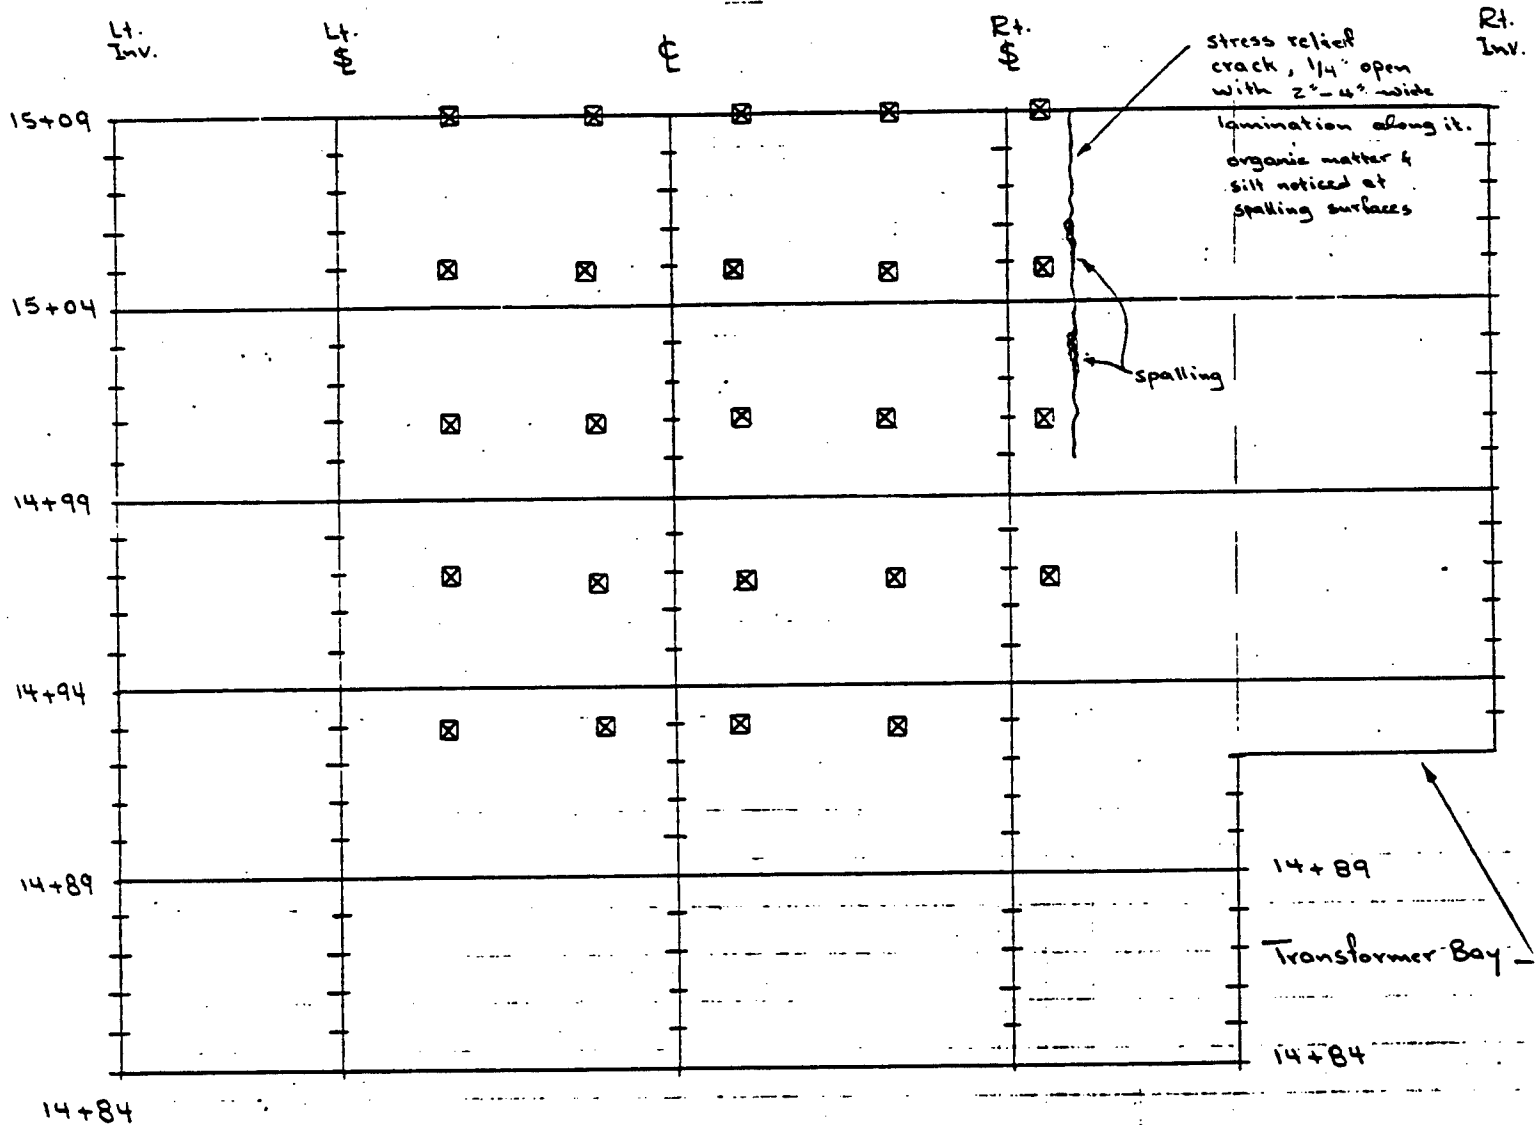 Lt.
Inv.
Lt.
℄
Rt.
Rt.
Inv.
stress relief
crack, 1/4" open
with 2"-4" wide
lamination along it.
organic matter &
silt noticed at
spalling surfaces
15+09
15+04
spalling
14+99
14+94
14+89
14+89
Transformer Bay
14+84
14+84